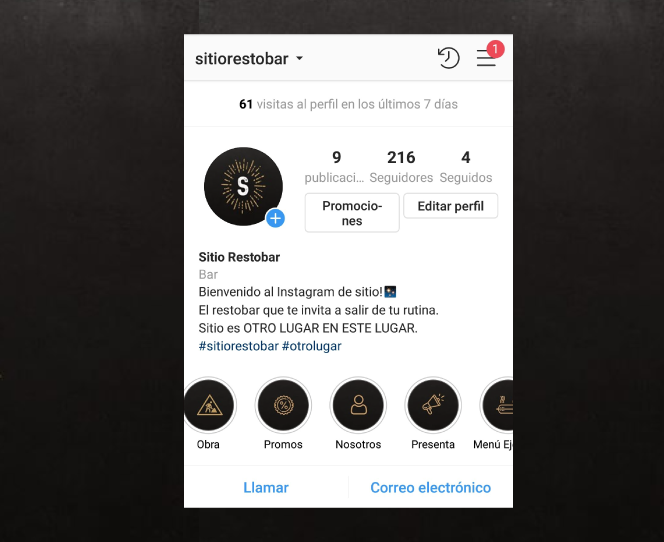 sitiorestobar
1
61 visitas al perfil en los últimos 7 días
S
9 216 4
publicaci... Seguidores Seguidos
Promocio-
nes
Editar perfil
Sitio Restobar
Bar
Bienvenido al Instagram de sitio!🌃
El restobar que te invita a salir de tu rutina.
Sitio es OTRO LUGAR EN ESTE LUGAR.
#sitiorestobar #otrolugar
%
Obra Promos Nosotros Presenta Menú Ej
Llamar Correo electrónico